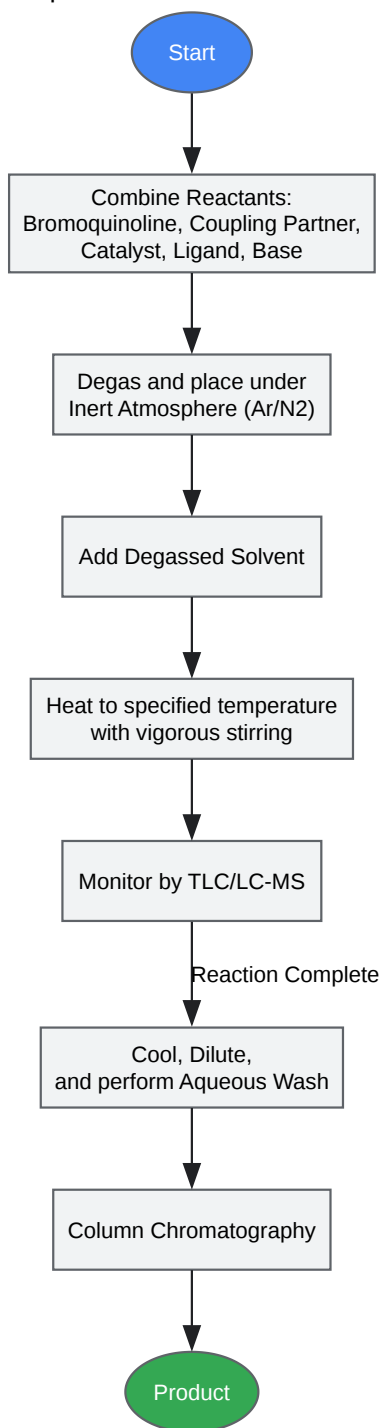 Start
Combine Reactants:
Bromoquinoline, Coupling Partner,
Catalyst, Ligand, Base
Degas and place under
Inert Atmosphere (Ar/N2)
Add Degassed Solvent
Heat to specified temperature
with vigorous stirring
Monitor by TLC/LC-MS
Reaction Complete
Cool, Dilute,
and perform Aqueous Wash
Column Chromatography
Product